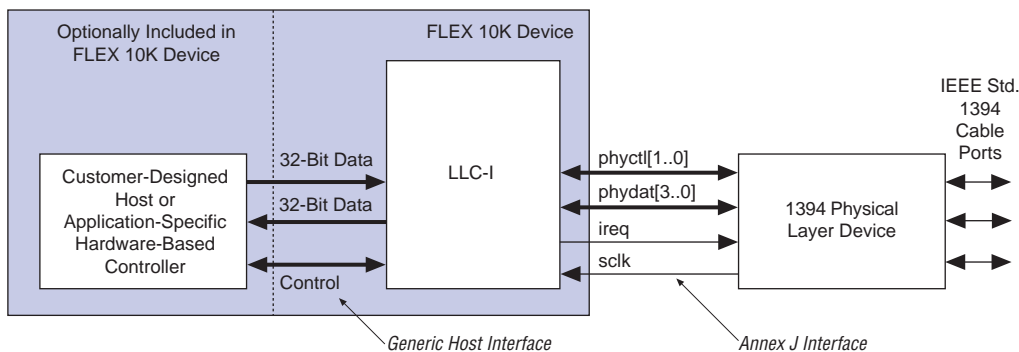 Optionally Included in
FLEX 10K Device
FLEX 10K Device
IEEE Std.
1394
Cable
Ports
Customer-Designed
Host or
Application-Specific
Hardware-Based
Controller
32-Bit Data
32-Bit Data
Control
LLC-I
phyctl[1..0]
phydat[3..0]
ireq
sclk
1394 Physical
Layer Device
Generic Host Interface
Annex J Interface